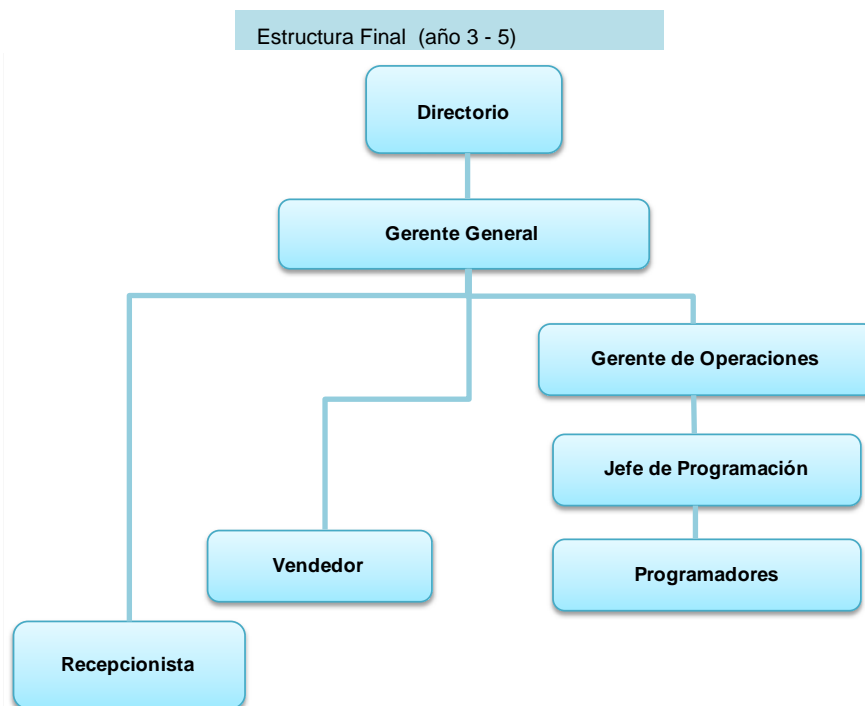 Estructura Final  (año 3 - 5)
Directorio
Gerente General
Gerente de Operaciones
Jefe de Programación
Vendedor
Programadores
Recepcionista